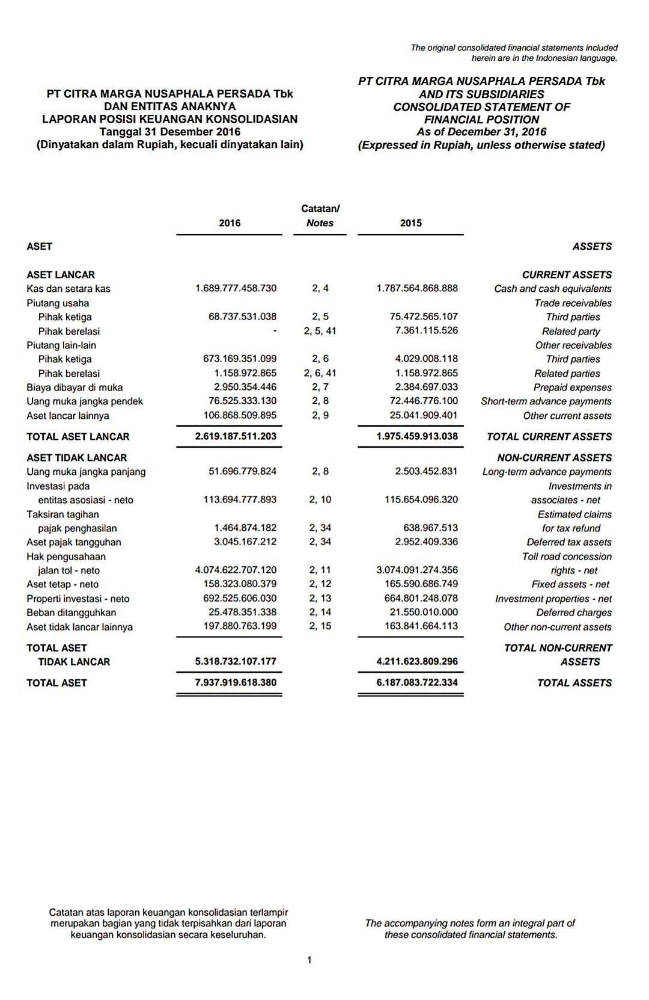 The original consolidated financial statements included
herein are in the Indonesian language.
PT CITRA MARGA NUSAPHALA PERSADA Tbk
DAN ENTITAS ANAKNYA
LAPORAN POSISI KEUANGAN KONSOLIDASIAN
Tanggal 31 Desember 2016
(Dinyatakan dalam Rupiah, kecuali dinyatakan lain)
PT CITRA MARGA NUSAPHALA PERSADA Tbk
AND ITS SUBSIDIARIES
CONSOLIDATED STATEMENT OF
FINANCIAL POSITION
As of December 31, 2016
(Expressed in Rupiah, unless otherwise stated)
Catatan/
2016 Notes 2015
ASET ASSETS
ASET LANCAR CURRENT ASSETS
Kas dan setara kas 1.689.777.458.730 2, 4 1.787.564.868.888 Cash and cash equivalents
Piutang usaha Trade receivables
Pihak ketiga 68.737.531.038 2, 5 75.472.565.107 Third parties
Pihak berelasi - 2, 5, 41 7.361.115.526 Related party
Piutang lain-lain Other receivables
Pihak ketiga 673.169.351.099 2, 6 4.029.008.118 Third parties
Pihak berelasi 1.158.972.865 2, 6, 41 1.158.972.865 Related parties
Biaya dibayar di muka 2.950.354.446 2, 7 2.384.697.033 Prepaid expenses
Uang muka jangka pendek 76.525.333.130 2, 8 72.446.776.100 Short-term advance payments
Aset lancar lainnya 106.868.509.895 2, 9 25.041.909.401 Other current assets
TOTAL ASET LANCAR 2.619.187.511.203 1.975.459.913.038 TOTAL CURRENT ASSETS
ASET TIDAK LANCAR NON-CURRENT ASSETS
Uang muka jangka panjang 51.696.779.824 2, 8 2.503.452.831 Long-term advance payments
Investasi pada Investments in
entitas asosiasi - neto 113.694.777.893 2, 10 115.654.096.320 associates - net
Taksiran tagihan Estimated claims
pajak penghasilan 1.464.874.182 2, 34 638.967.513 for tax refund
Aset pajak tangguhan 3.045.167.212 2, 34 2.952.409.336 Deferred tax assets
Hak pengusahaan Toll road concession
jalan tol - neto 4.074.622.707.120 2, 11 3.074.091.274.356 rights - net
Aset tetap - neto 158.323.080.379 2, 12 165.590.686.749 Fixed assets - net
Properti investasi - neto 692.525.606.030 2, 13 664.801.248.078 Investment properties - net
Beban ditangguhkan 25.478.351.338 2, 14 21.550.010.000 Deferred charges
Aset tidak lancar lainnya 197.880.763.199 2, 15 163.841.664.113 Other non-current assets
TOTAL ASET TOTAL NON-CURRENT
TIDAK LANCAR 5.318.732.107.177 4.211.623.809.296 ASSETS
TOTAL ASET 7.937.919.618.380 6.187.083.722.334 TOTAL ASSETS
Catatan atas laporan keuangan konsolidasian terlampir
merupakan bagian yang tidak terpisahkan dari laporan
keuangan konsolidasian secara keseluruhan.
The accompanying notes form an integral part of
these consolidated financial statements.
1